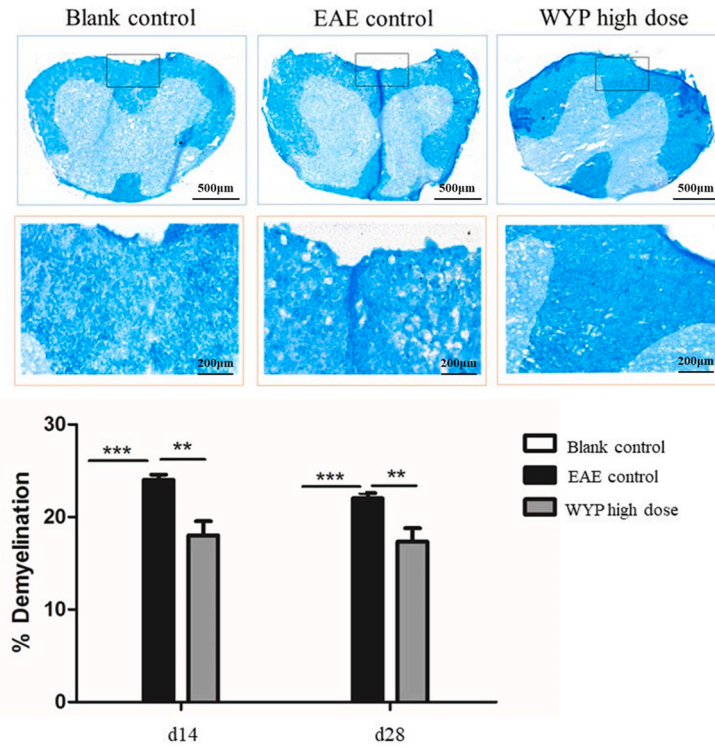 Blank control
EAE control
WYP high dose
500μm
500μm
500μm
200μm
200μm
200μm
% Demyelination
30
20
10
0
***
**
***
**
d14
d28
Blank control
EAE control
WYP high dose